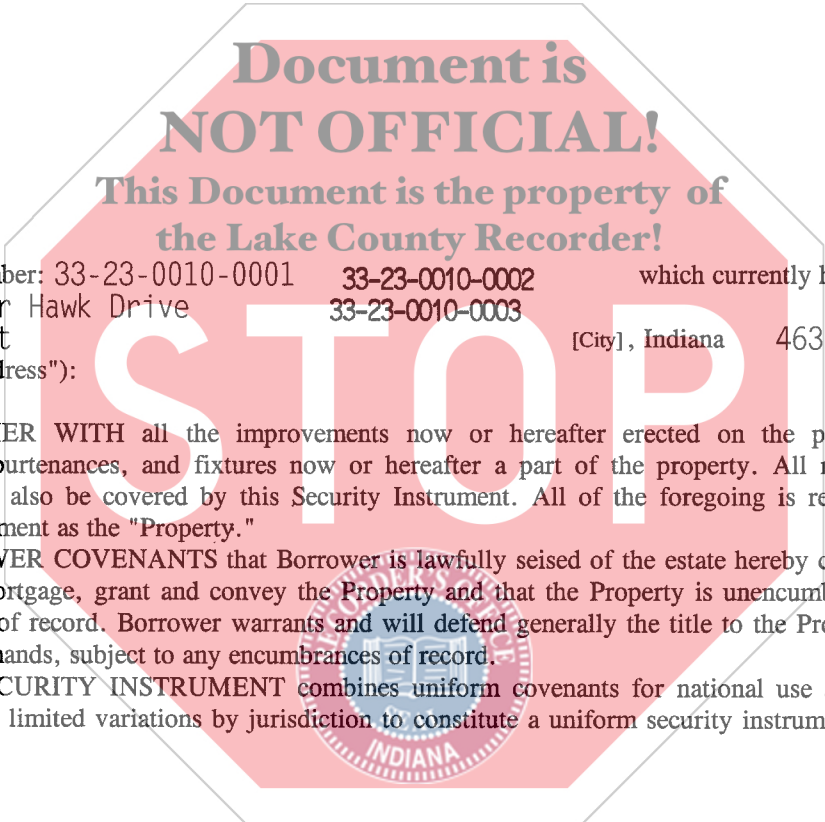 Document is
NOT OFFICIAL!
This Document is the property of
the Lake County Recorder!
ber: 33-23-0010-0001 33-23-0010-0002 which currently h
r Hawk Drive 33-23-0010-0003
t [City], Indiana 463
dress"):
STOP
ER WITH all the improvements now or hereafter erected on the p
purtenances, and fixtures now or hereafter a part of the property. All r
also be covered by this Security Instrument. All of the foregoing is re
ment as the "Property."
VER COVENANTS that Borrower is lawfully seised of the estate hereby c
ortgage, grant and convey the Property and that the Property is unencumb
of record. Borrower warrants and will defend generally the title to the Pro
nands, subject to any encumbrances of record.
CURITY INSTRUMENT combines uniform covenants for national use
limited variations by jurisdiction to constitute a uniform security instrum
RECORDER'S OFFICE
SEAL
INDIANA